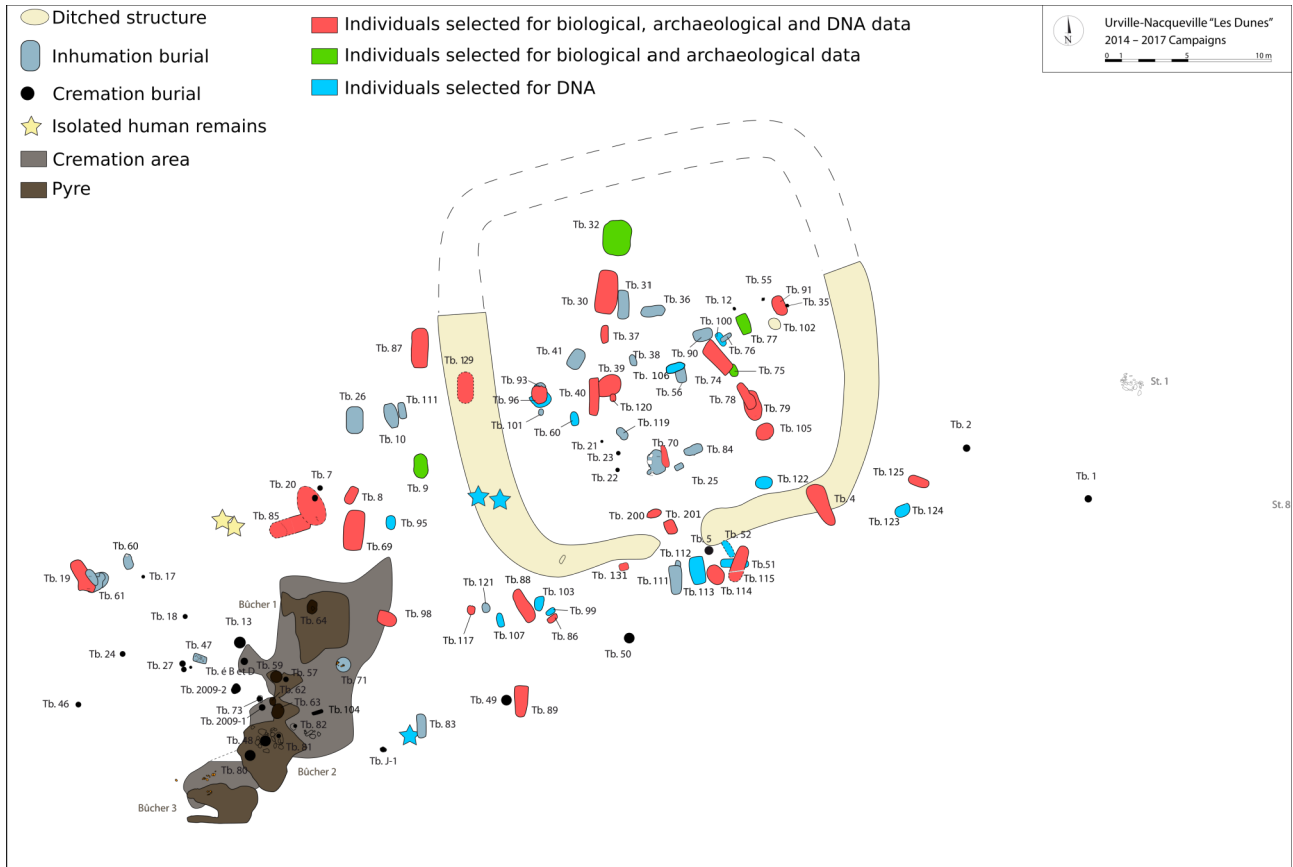 Ditched structure
Inhumation burial
Cremation burial
Isolated human remains
Cremation area
Pyre
Individuals selected for biological, archaeological and DNA data
Individuals selected for biological and archaeological data
Individuals selected for DNA
N
Urville-Nacqueville "Les Dunes"
2014 – 2017 Campaigns
0 1 5 10 m
Tb. 32
Tb. 31
Tb. 30
Tb. 36
Tb. 55
Tb. 91
Tb. 12
Tb. 35
Tb. 100
Tb. 102
Tb. 37
Tb. 77
Tb. 87
Tb. 90
Tb. 76
Tb. 41
Tb. 38
Tb. 129
Tb. 39
Tb. 106
Tb. 93
Tb. 74
Tb. 75
St. 1
Tb. 40
Tb. 56
Tb. 26
Tb. 111
Tb. 96
Tb. 78
Tb. 120
Tb. 79
Tb. 101
Tb. 60
Tb. 119
Tb. 2
Tb. 10
Tb. 105
Tb. 21
Tb. 70
Tb. 23
Tb. 84
Tb. 7
Tb. 22
Tb. 25
Tb. 122
Tb. 125
Tb. 1
Tb. 20
Tb. 8
Tb. 9
Tb. 4
St. 8
Tb. 85
Tb. 95
Tb. 200
Tb. 201
Tb. 124
Tb. 123
Tb. 69
Tb. 5
Tb. 52
Tb. 60
Tb. 112
Tb. 19
Tb. 17
Tb. 131
Tb. 51
Tb. 61
Tb. 111
Tb. 115
Tb. 121
Tb. 88
Tb. 113
Tb. 114
Bûcher 1
Tb. 103
Tb. 18
Tb. 64
Tb. 98
Tb. 99
Tb. 13
Tb. 117
Tb. 107
Tb. 86
Tb. 24
Tb. 47
Tb. 50
Tb. 27
Tb. é B et D
Tb. 59
Tb. 57
Tb. 71
Tb. 2009-2
Tb. 62
Tb. 46
Tb. 73
Tb. 63
Tb. 49
Tb. 89
Tb. 2009-1
Tb. 104
Tb. 82
Tb. 83
Tb. 48
Tb. 81
Tb. J-1
Tb. 80
Bûcher 2
Bûcher 3